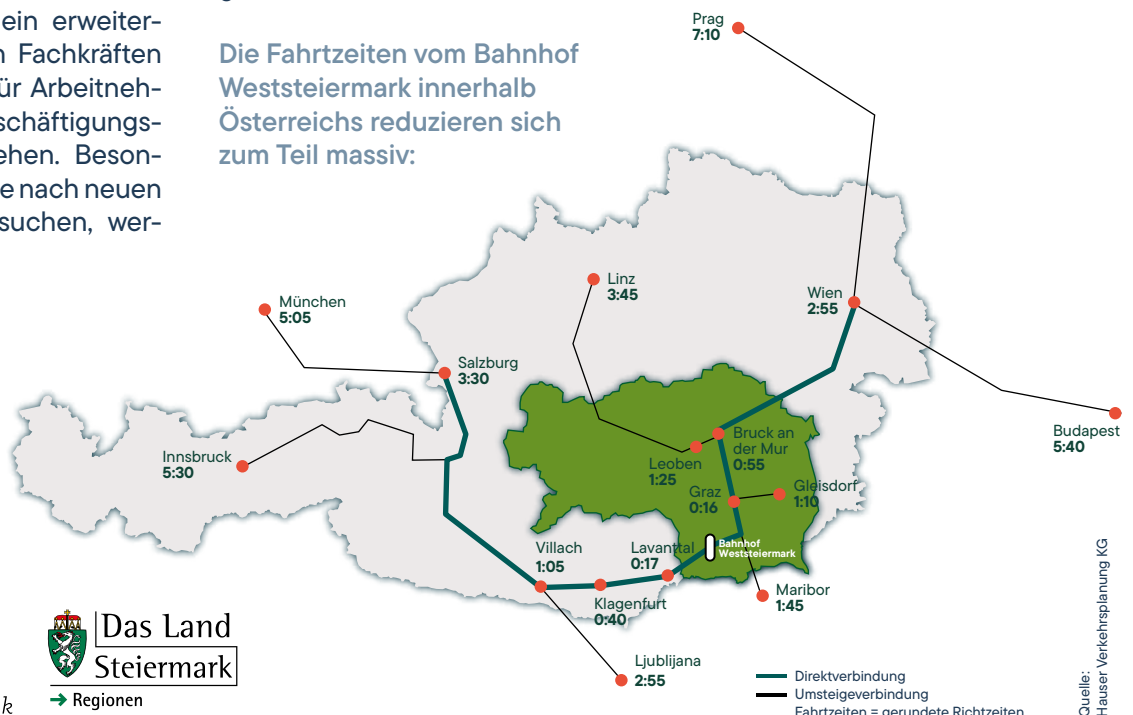 ein erweiter-
Fachkräften
ür Arbeitneh-
schäftigungs-
ehen. Beson-
e nach neuen
suchen, wer-
Die Fahrtzeiten vom Bahnhof
Weststeiermark innerhalb
Österreichs reduzieren sich
zum Teil massiv:
Prag
7:10
Linz
3:45
Wien
2:55
München
5:05
Salzburg
3:30
Budapest
5:40
Innsbruck
5:30
Bruck an
der Mur
0:55
Leoben
1:25
Graz
0:16
Gleisdorf
1:10
Bahnhof
Weststeiermark
Villach
1:05
Lavanttal
0:17
Klagenfurt
0:40
Maribor
1:45
Ljublijana
2:55
Das Land
Steiermark
→ Regionen
k
Direktverbindung
Umsteigeverbindung
Fahrtzeiten = gerundete Richtzeiten
Quelle:
Hauser Verkehrsplanung KG